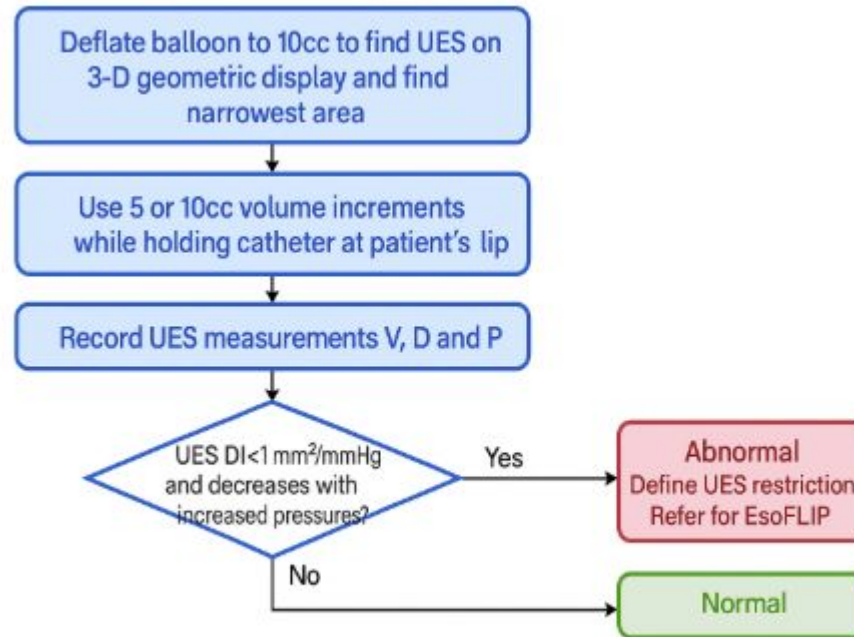 Deflate balloon to 10cc to find UES on
3-D geometric display and find
narrowest area
Use 5 or 10cc volume increments
while holding catheter at patient's lip
Record UES measurements V, D and P
UES DI<1 mm²/mmHg
and decreases with
increased pressures?
Yes
Abnormal
Define UES restriction
Refer for EsoFLIP
No
Normal